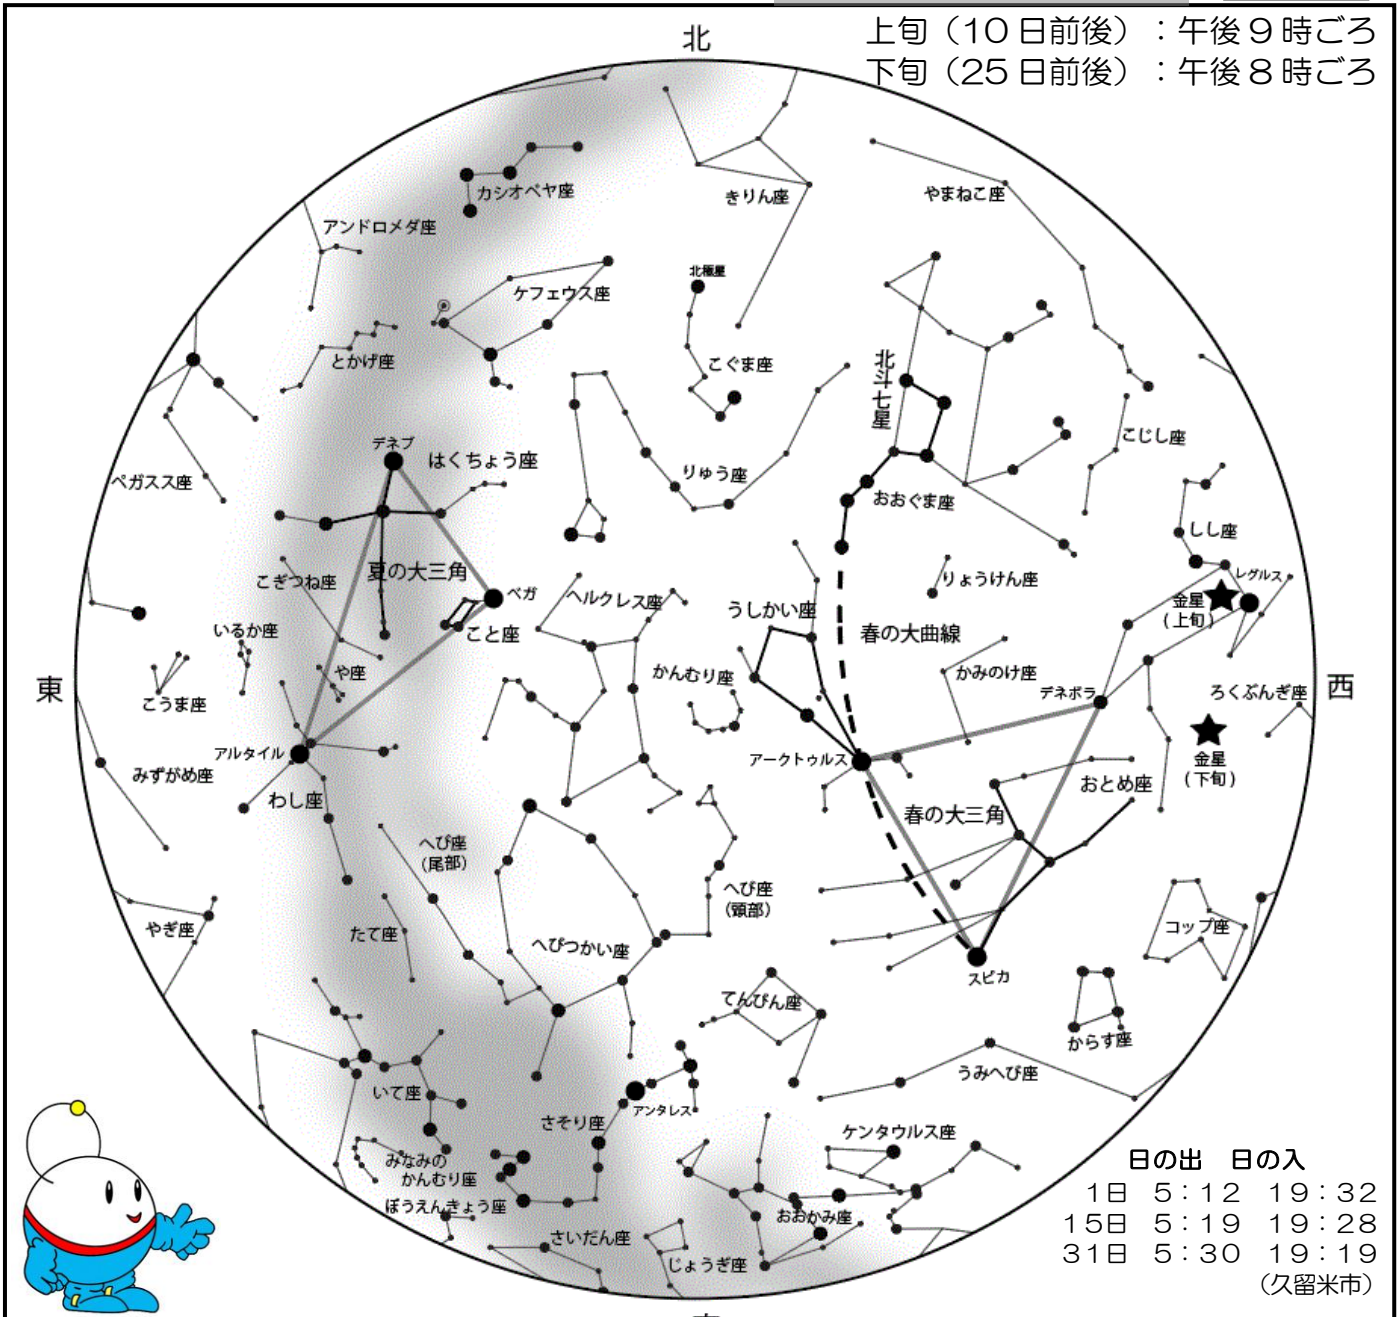 上旬（10日前後）：午後9時ごろ
下旬（25日前後）：午後8時ごろ
北
カシオペヤ座
きりん座
やまねこ座
アンドロメダ座
北極星
ケフェウス座
とかげ座
こぐま座
北斗七星
こじし座
デネブ
はくちょう座
りゅう座
ペガスス座
おおぐま座
しし座
レグルス
こぎつね座
夏の大三角
ベガ
ヘルクレス座
りょうけん座
金星
(上旬)
うしかい座
いるか座
こと座
春の大曲線
かんむり座
かみのけ座
や座
東
こうま座
デネボラ
ろくぶんぎ座
西
アルタイル
みずがめ座
アークトゥルス
金星
(下旬)
おとめ座
わし座
春の大三角
へび座
(尾部)
へび座
(頭部)
やぎ座
たて座
へびつかい座
コップ座
スピカ
てんびん座
からす座
うみへび座
いて座
アンタレス
さそり座
ケンタウルス座
みなみの
かんむり座
ぼうえんきょう座
おおかみ座
さいだん座
じょうぎ座
日の出　日の入
1日　5：12　19：32
15日　5：19　19：28
31日　5：30　19：19
（久留米市）